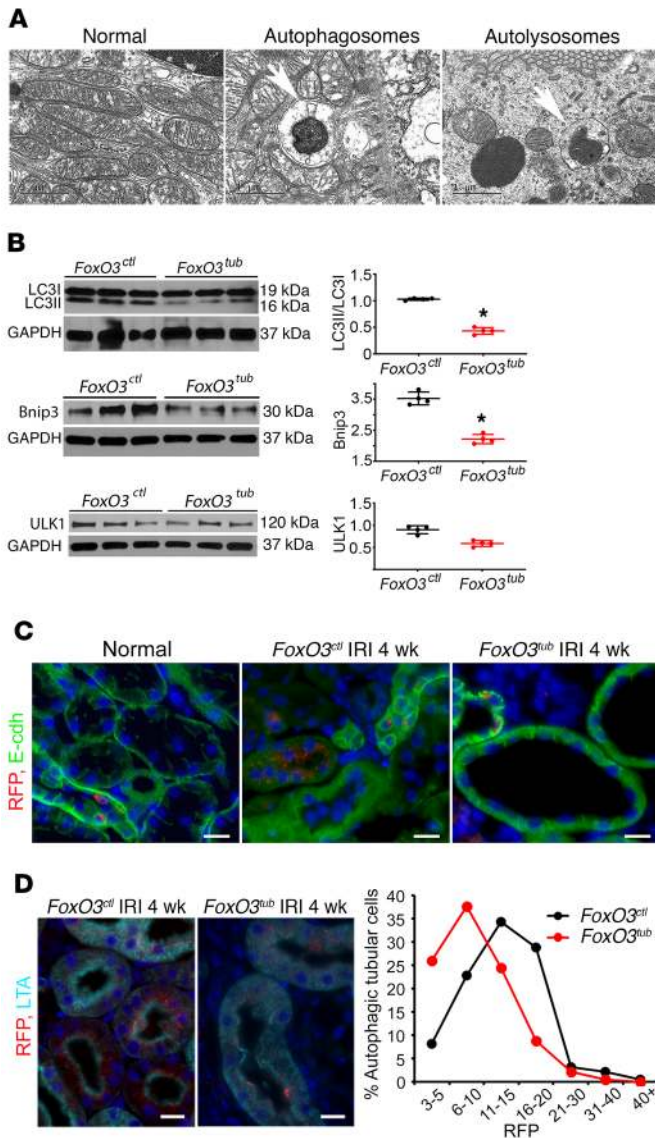 A
Normal
Autophagosomes
Autolysosomes
B
FoxO3ctl FoxO3tub
LC3I 19 kDa
LC3II 16 kDa
GAPDH 37 kDa
LC3II/LC3I
1.5
1.0
0.5
0
*
FoxO3ctl FoxO3tub
FoxO3ctl FoxO3tub
Bnip3 30 kDa
GAPDH 37 kDa
Bnip3
3.5
2.5
1.5
*
FoxO3ctl FoxO3tub
FoxO3ctl FoxO3tub
ULK1 120 kDa
GAPDH 37 kDa
ULK1
1.5
1.0
0.5
0
FoxO3ctl FoxO3tub
C
Normal
FoxO3ctl IRI 4 wk
FoxO3tub IRI 4 wk
RFP, E-cdh
D
FoxO3ctl IRI 4 wk
FoxO3tub IRI 4 wk
RFP, LTA
% Autophagic tubular cells
40
35
30
25
20
15
10
5
0
FoxO3ctl
FoxO3tub
3-5 6-10 11-15 16-20 21-30 31-40 40+
RFP